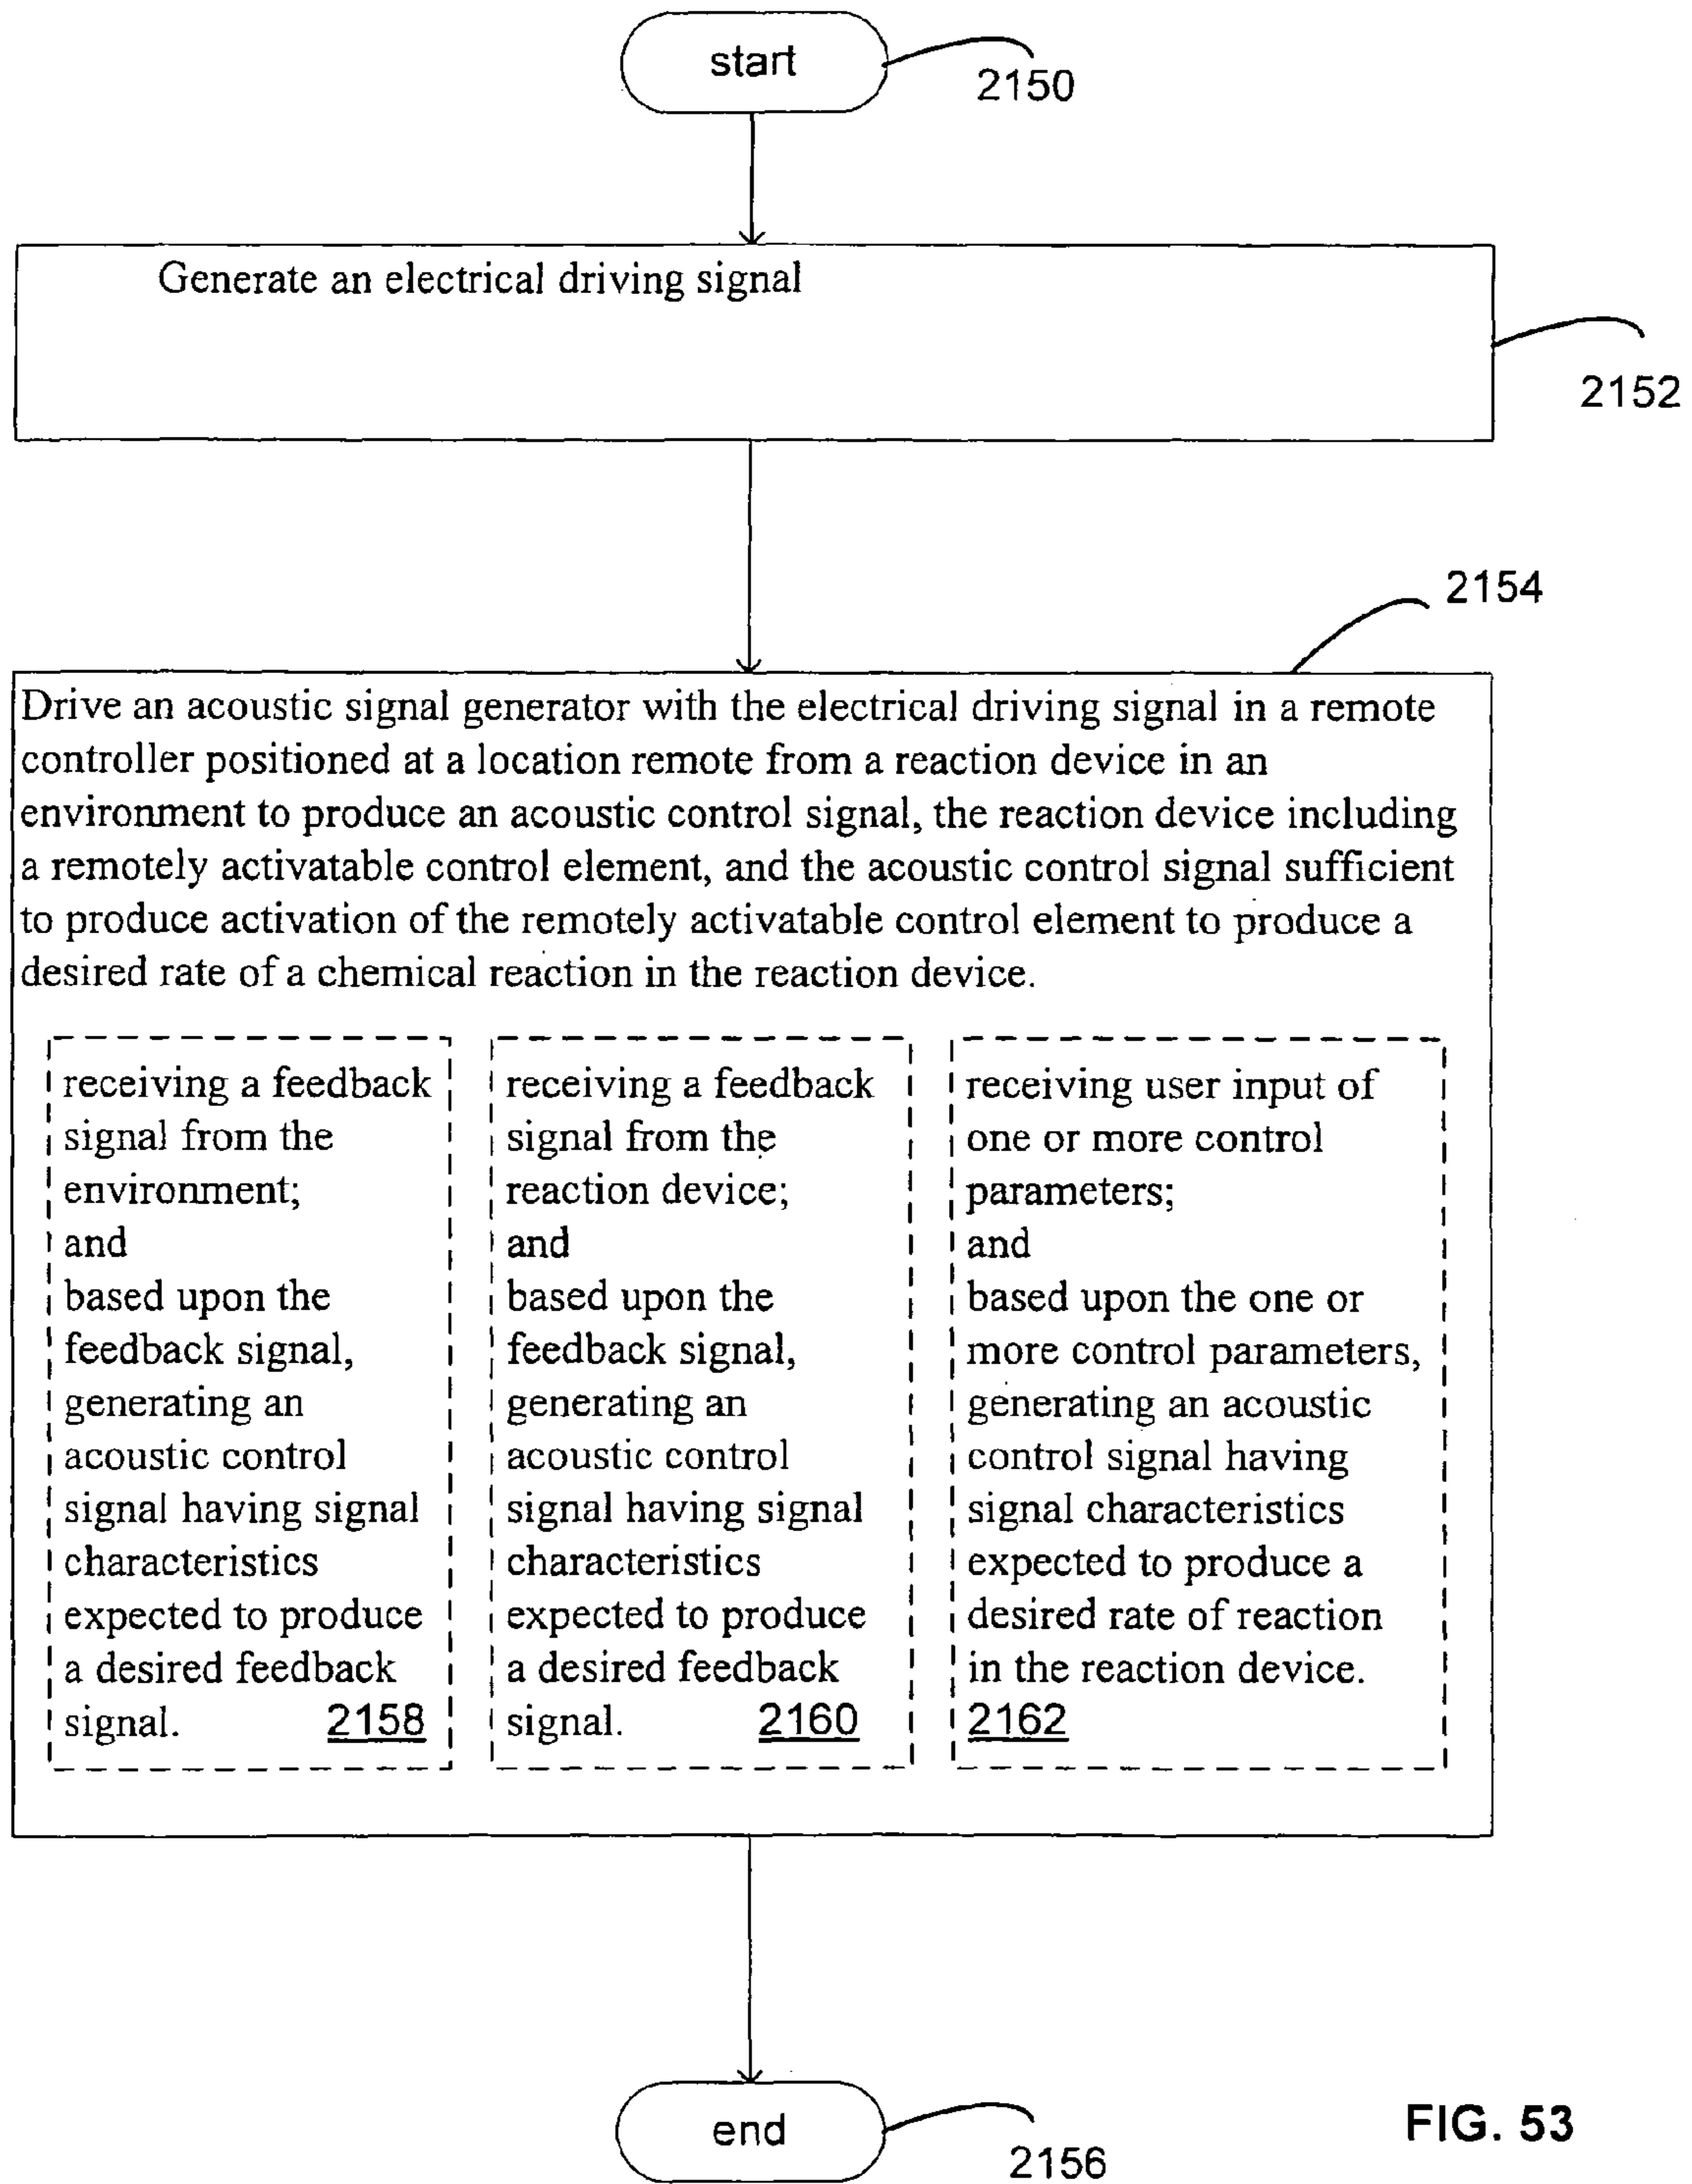 start
2150
Generate an electrical driving signal
2152
2154
Drive an acoustic signal generator with the electrical driving signal in a remote
controller positioned at a location remote from a reaction device in an
environment to produce an acoustic control signal, the reaction device including
a remotely activatable control element, and the acoustic control signal sufficient
to produce activation of the remotely activatable control element to produce a
desired rate of a chemical reaction in the reaction device.
receiving a feedback
signal from the
environment;
and
based upon the
feedback signal,
generating an
acoustic control
signal having signal
characteristics
expected to produce
a desired feedback
signal. 2158
receiving a feedback
signal from the
reaction device;
and
based upon the
feedback signal,
generating an
acoustic control
signal having signal
characteristics
expected to produce
a desired feedback
signal. 2160
receiving user input of
one or more control
parameters;
and
based upon the one or
more control parameters,
generating an acoustic
control signal having
signal characteristics
expected to produce a
desired rate of reaction
in the reaction device.
2162
end
2156
FIG. 53